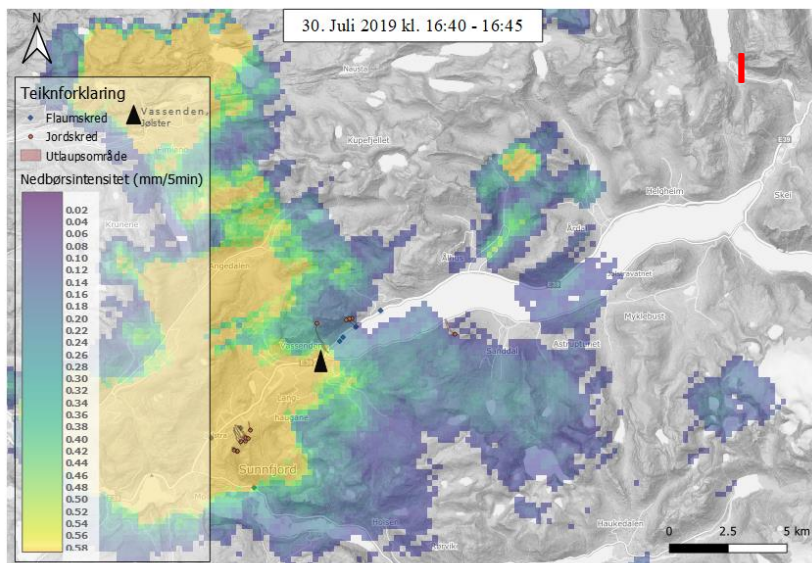 30. Juli 2019 kl. 16:40 - 16:45
N
Teiknforklaring
Vassenden,
Jølster
Flaumskred
Jordskred
Utlaupsområde
Nedbørsintensitet (mm/5min)
0.02
0.04
0.06
0.08
0.10
0.12
0.14
0.16
0.18
0.20
0.22
0.24
0.26
0.28
0.30
0.32
0.34
0.36
0.38
0.40
0.42
0.44
0.46
0.48
0.50
0.52
0.54
0.56
0.58
Nausta
Kupefjellet
Helgheim
E39
Skei
Årdal
Myklebust
Astruptunet
Sanddal
Vassenden
Sunnfjord
Haukedalen
0 2.5 5 km